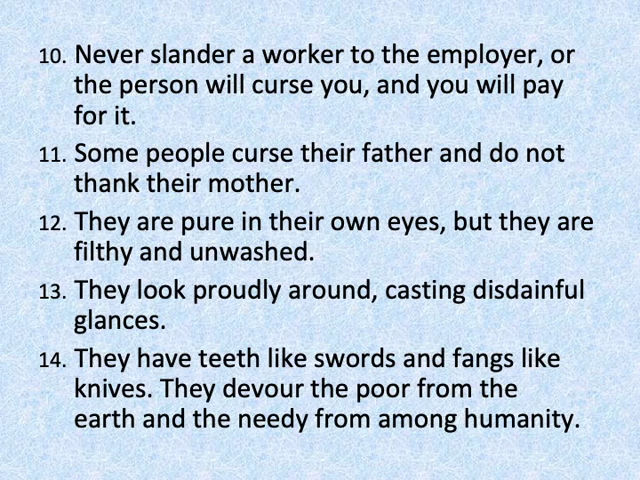 10. Never slander a worker to the employer, or
the person will curse you, and you will pay
for it.
11. Some people curse their father and do not
thank their mother.
12. They are pure in their own eyes, but they are
filthy and unwashed.
13. They look proudly around, casting disdainful
glances.
14. They have teeth like swords and fangs like
knives. They devour the poor from the
earth and the needy from among humanity.